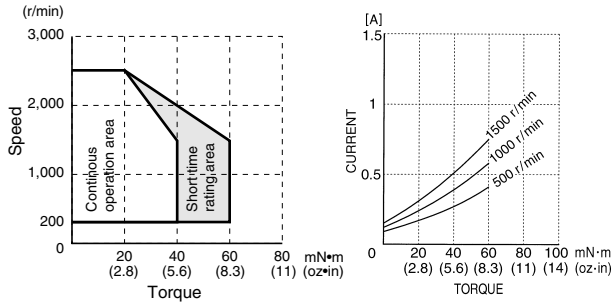 (r/min)
3,000
2,000
1,000
200
0
Speed
Continous
operation area
Short time
rating area
20 40 60 80 mN•m
(2.8) (5.6) (8.3) (11) (oz•in)
Torque
[A]
1.5
1
0.5
0
CURRENT
1500 r/min
1000 r/min
500 r/min
20 40 60 80 100 mN·m
(2.8) (5.6) (8.3) (11) (14) (oz·in)
TORQUE